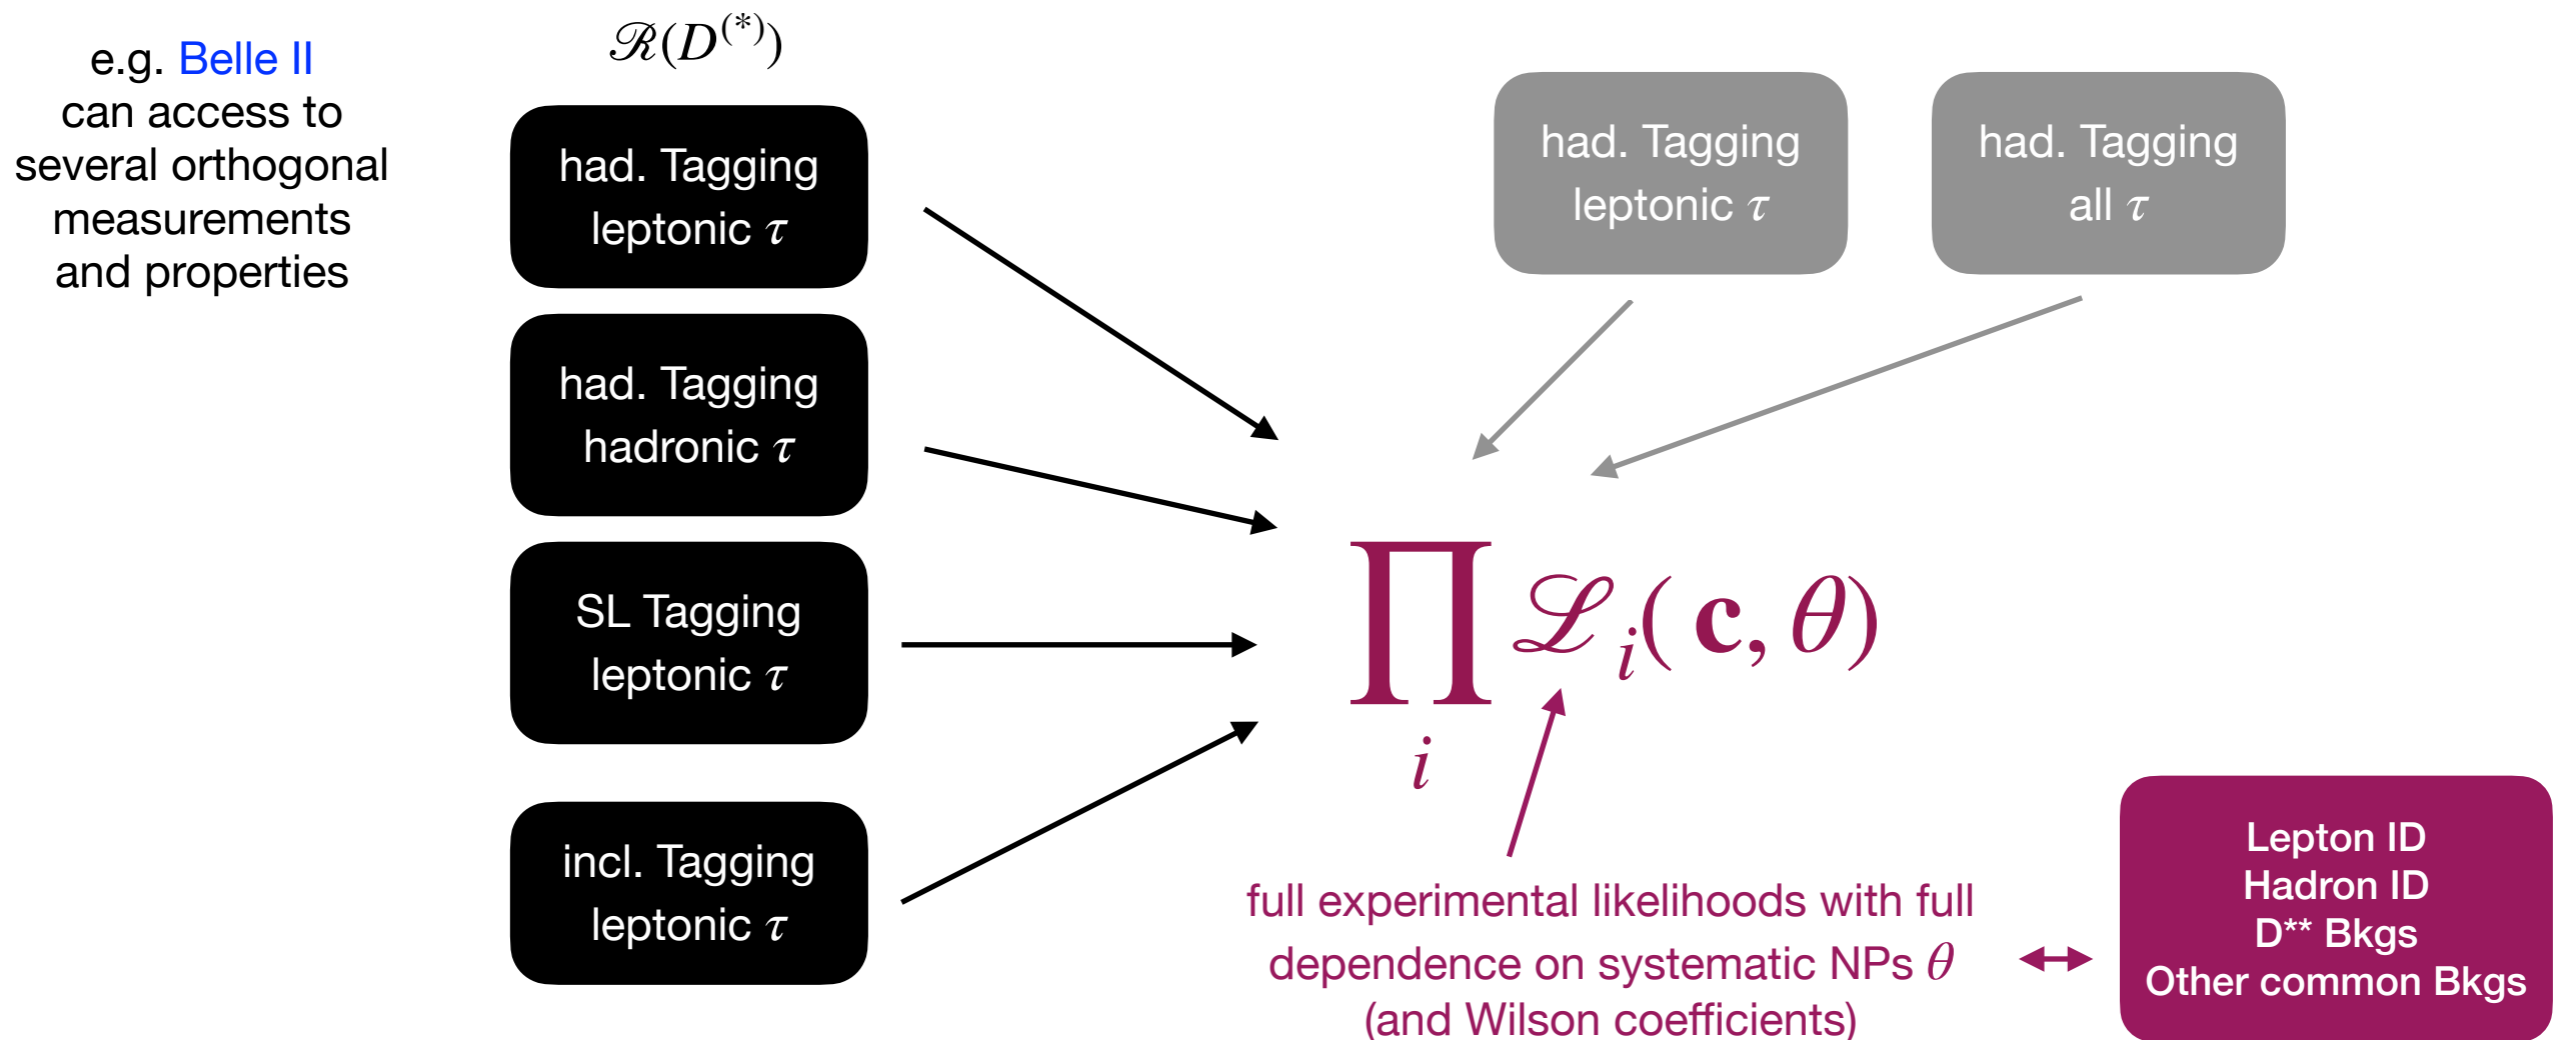 e.g. Belle II
can access to
several orthogonal
measurements
and properties
ℛ(D⁽*⁾)
had. Tagging
leptonic τ
had. Tagging
hadronic τ
SL Tagging
leptonic τ
incl. Tagging
leptonic τ
had. Tagging
leptonic τ
had. Tagging
all τ
∏ ℒᵢ( c, θ)
i
full experimental likelihoods with full
dependence on systematic NPs θ
(and Wilson coefficients)
Lepton ID
Hadron ID
D** Bkgs
Other common Bkgs